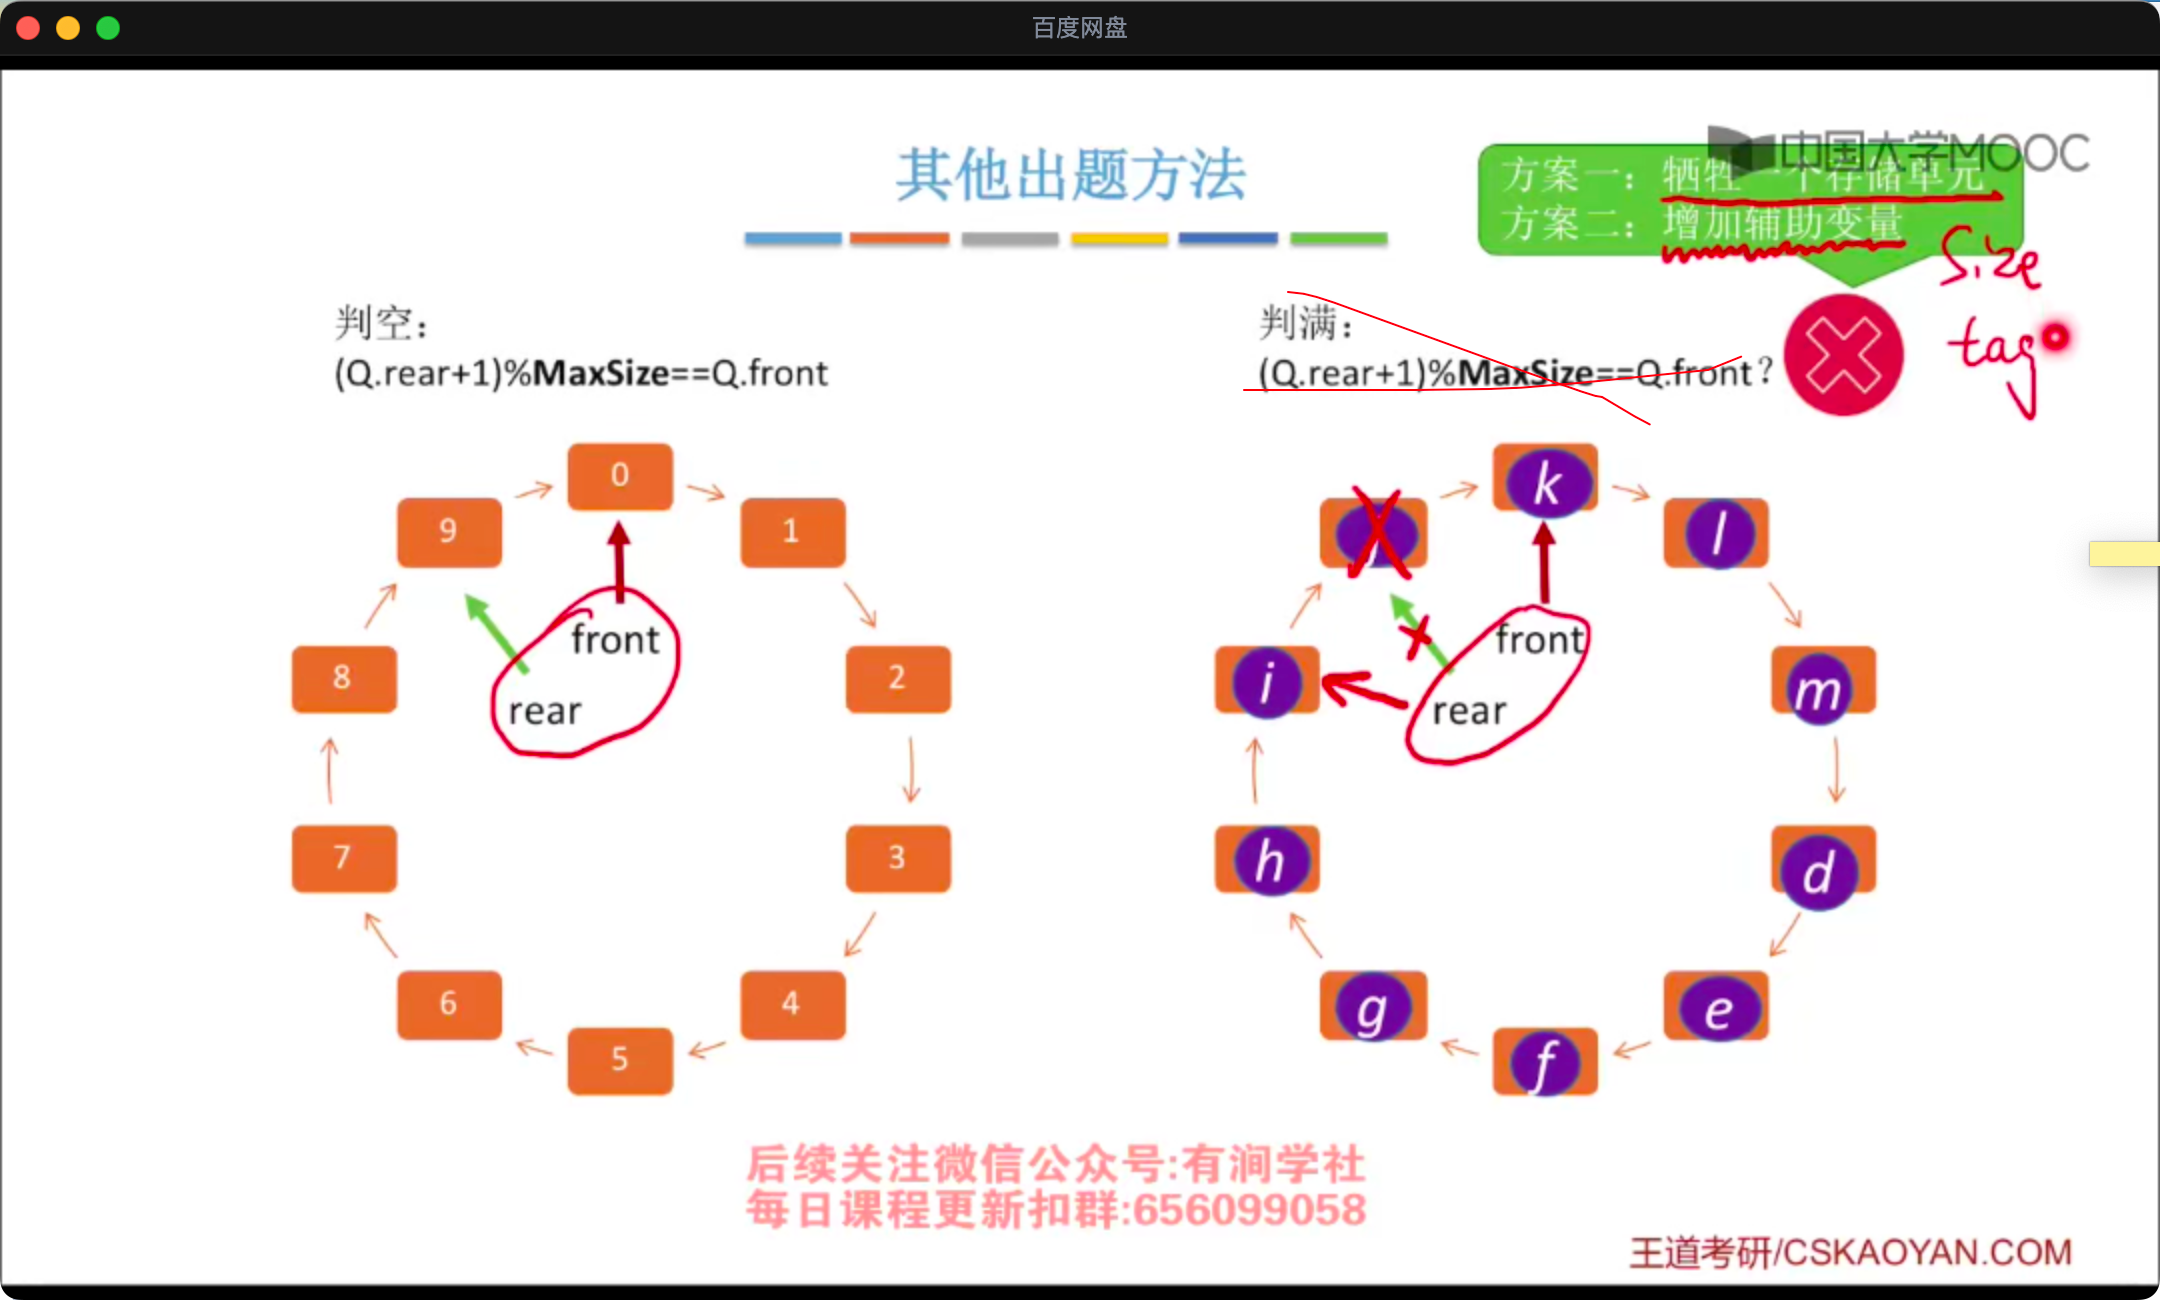 百度网盘
中国大学MOOC
其他出题方法
方案一：牺牲一个存储单元
方案二：增加辅助变量
size
tag
判空：
(Q.rear+1)%MaxSize==Q.front
判满：
(Q.rear+1)%MaxSize==Q.front？
0
1
2
3
4
5
6
7
8
9
front
rear
k
l
m
d
e
f
g
h
i
front
rear
后续关注微信公众号:有涧学社
每日课程更新扣群:656099058
王道考研/CSKAOYAN.COM